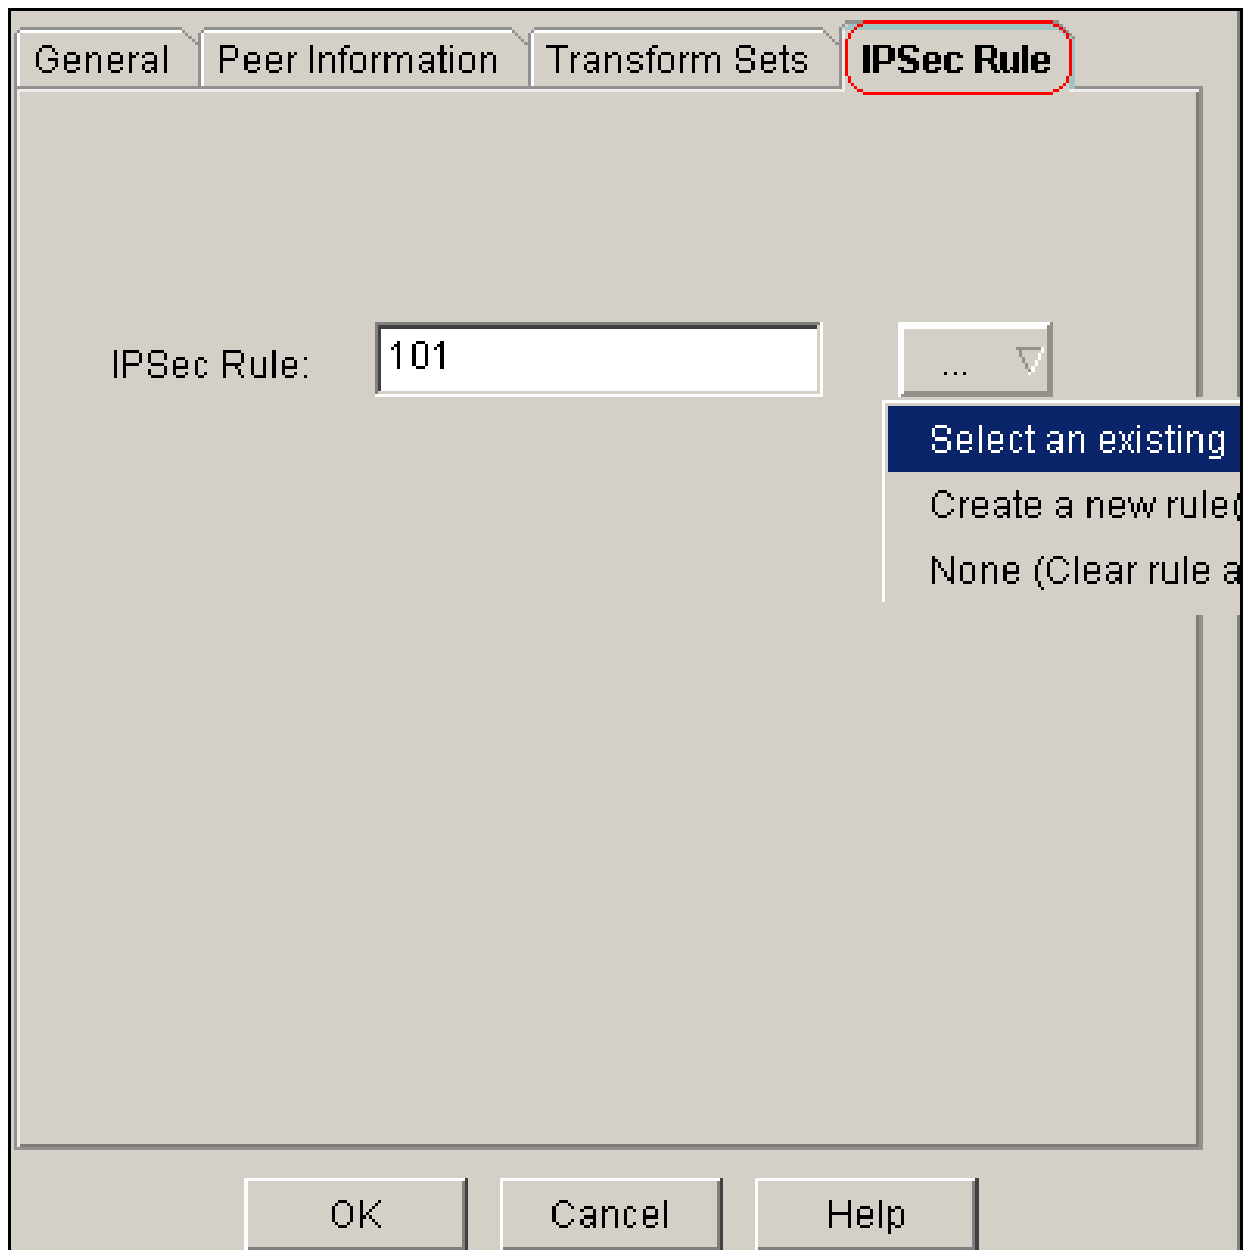 General Peer Information Transform Sets IPSec Rule
IPSec Rule: 101 ...
Select an existing
Create a new rule(
None (Clear rule a
OK Cancel Help